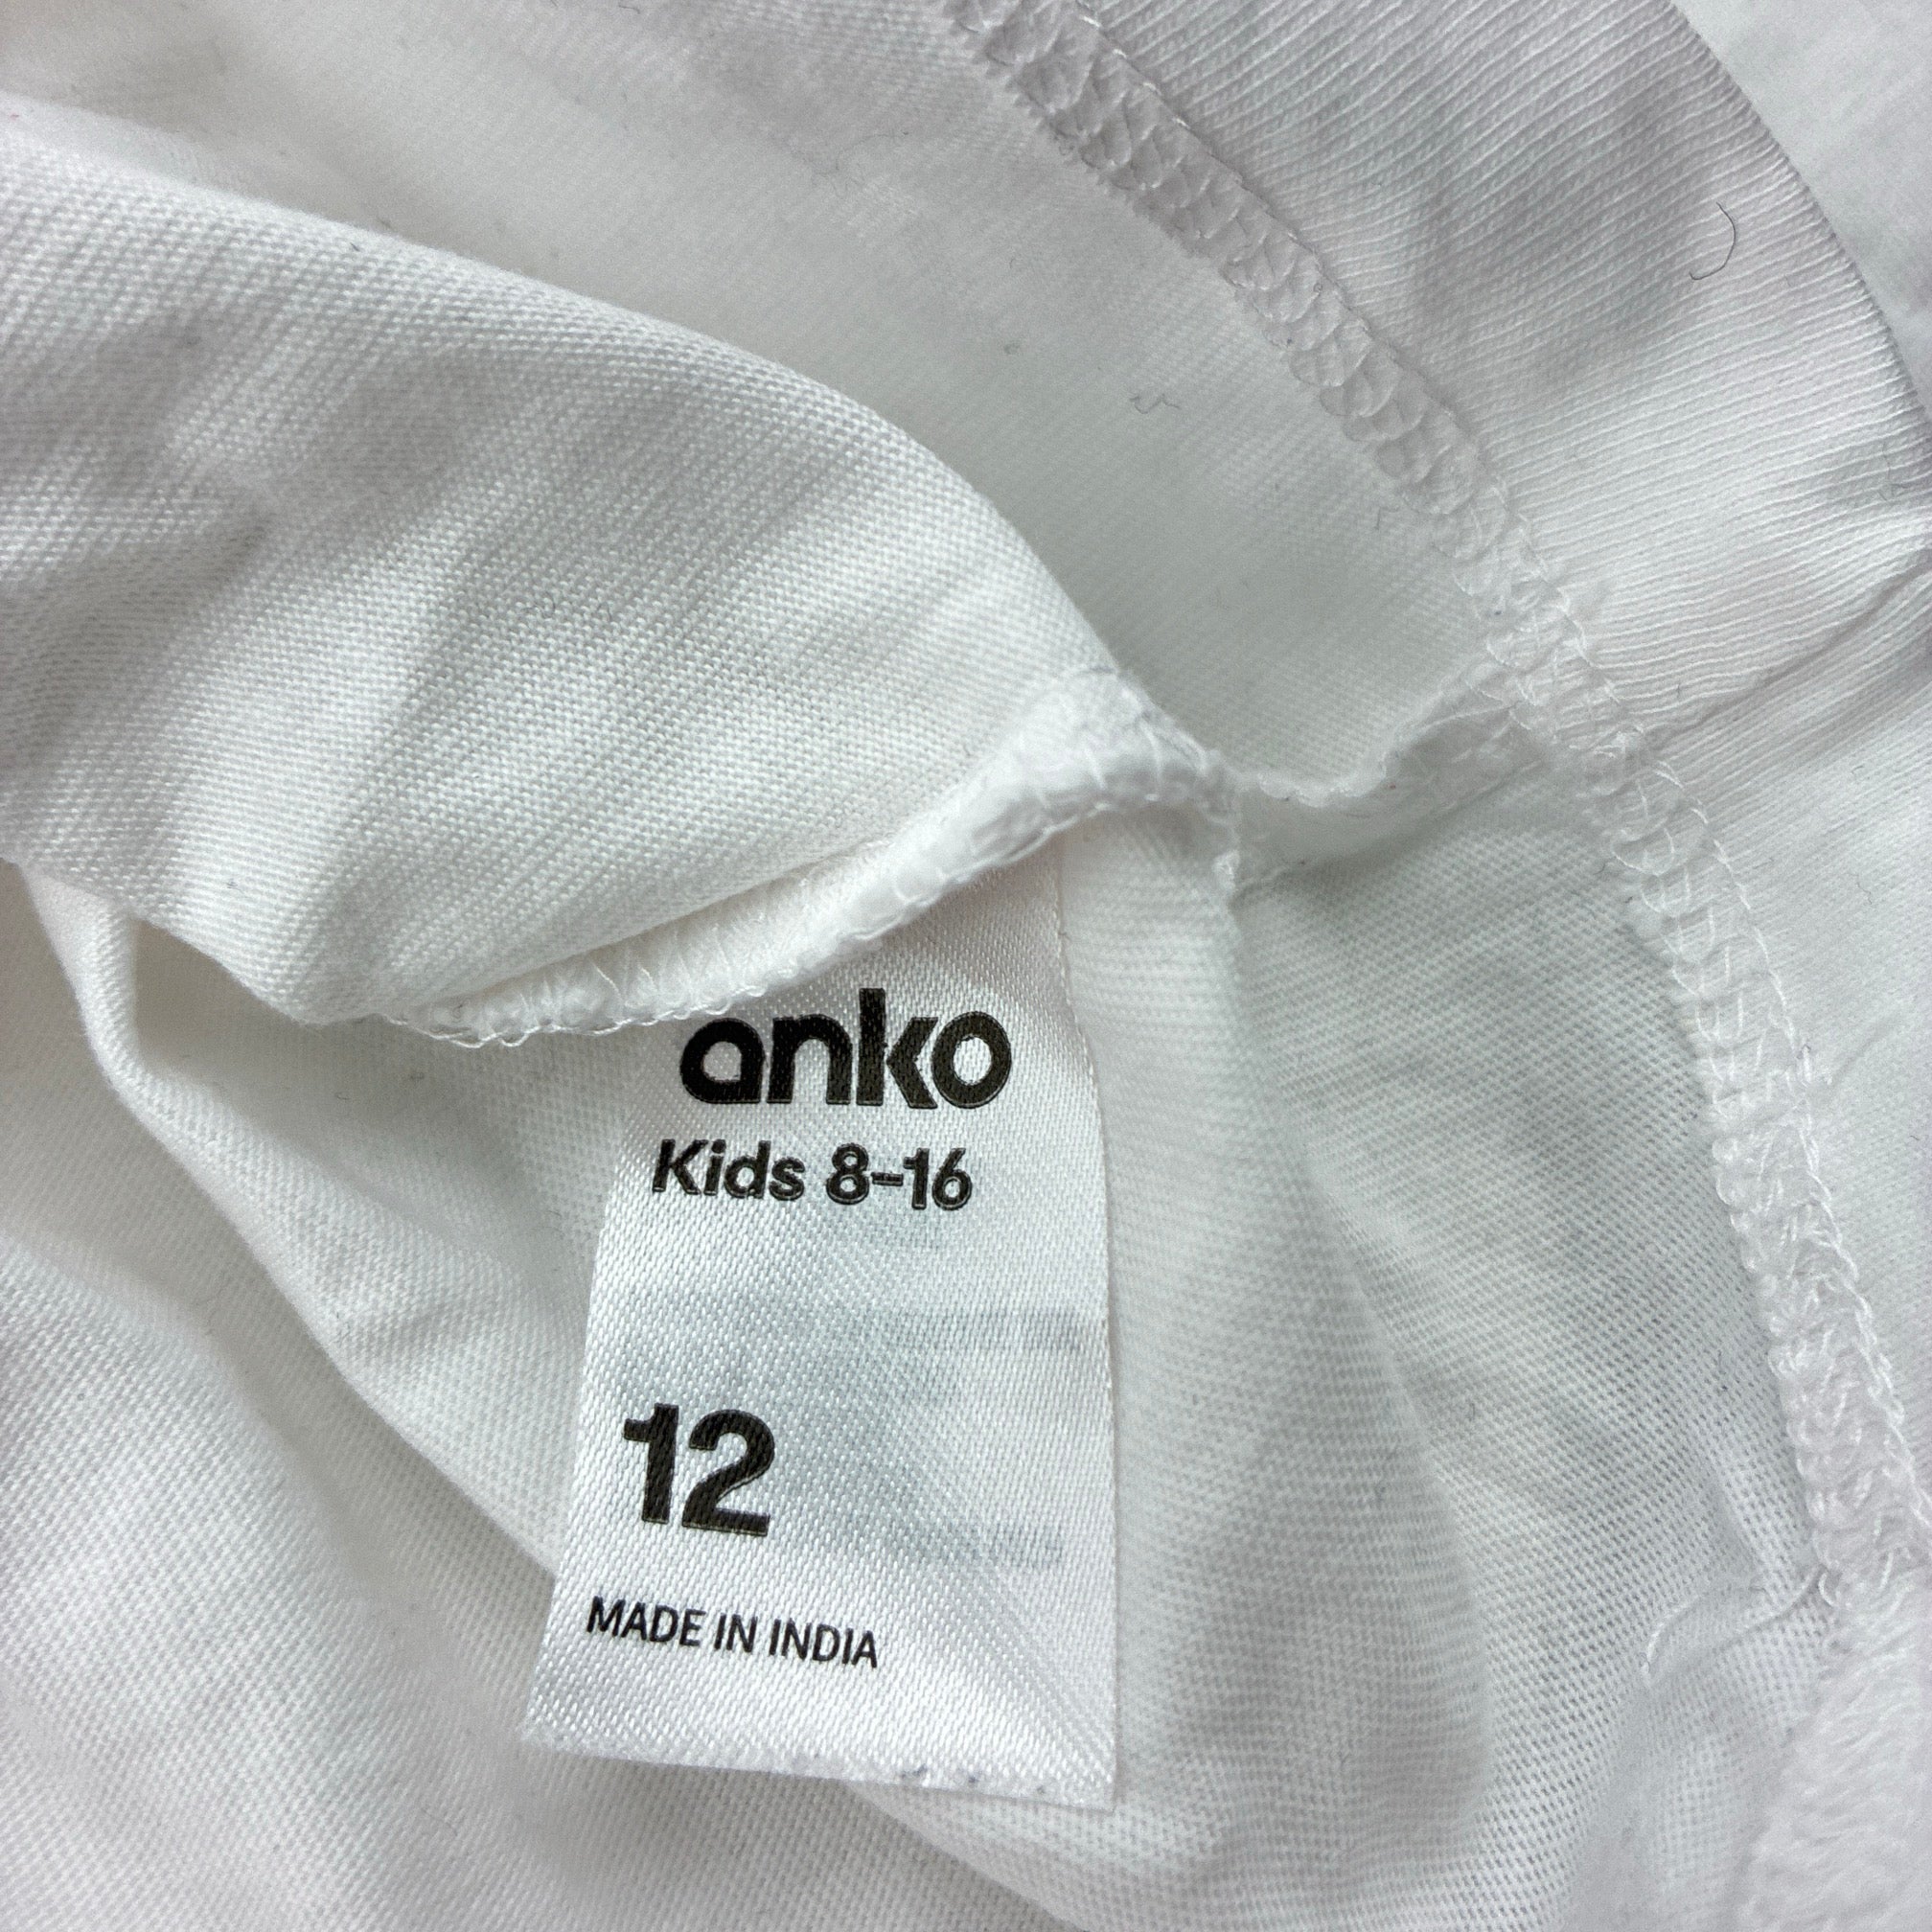 anko
Kids 8-16
12
MADE IN INDIA